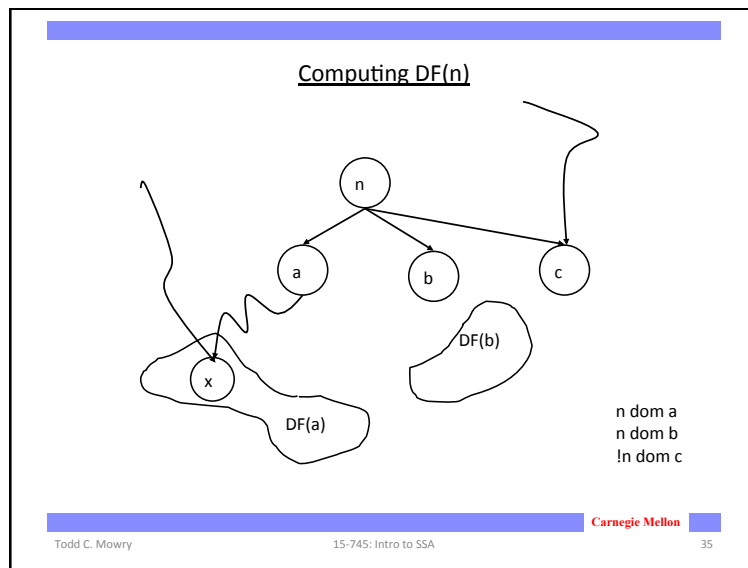 Computing DF(n)
n
a
b
c
DF(b)
x
DF(a)
n dom a
n dom b
!n dom c
Carnegie Mellon
Todd C. Mowry
15-745: Intro to SSA
35